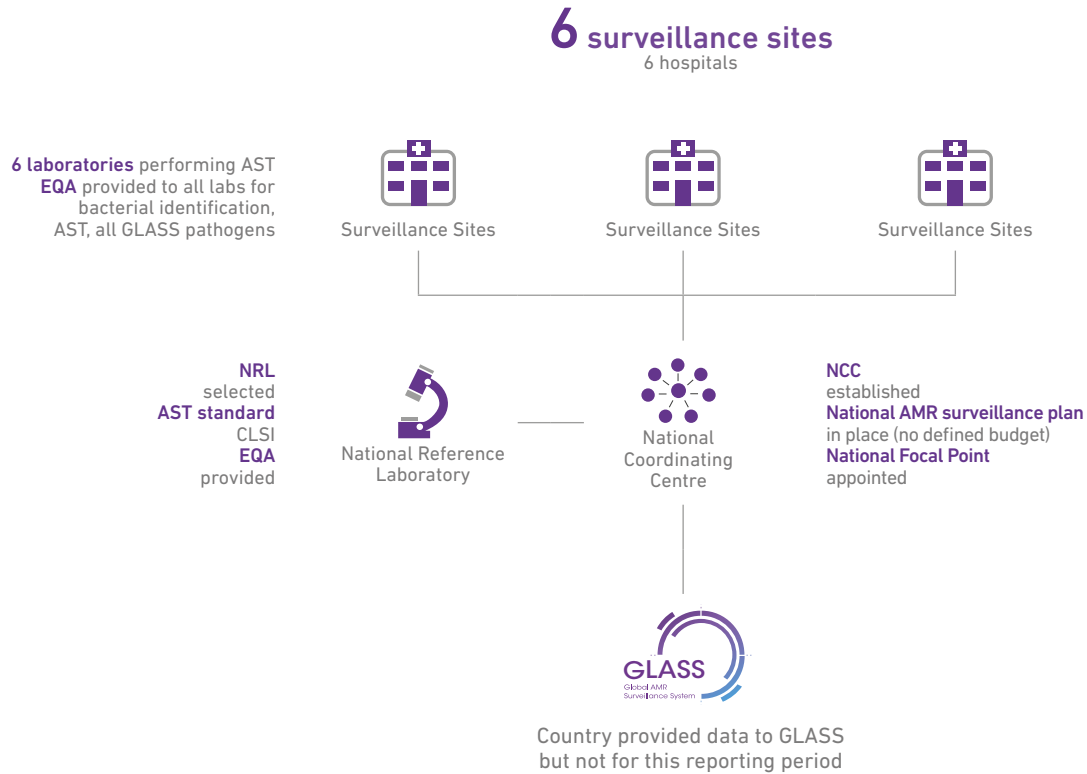 6 surveillance sites
6 hospitals
6 laboratories performing AST
EQA provided to all labs for
bacterial identification,
AST, all GLASS pathogens
Surveillance Sites
Surveillance Sites
Surveillance Sites
NRL
selected
AST standard
CLSI
EQA
provided
National Reference
Laboratory
National
Coordinating
Centre
NCC
established
National AMR surveillance plan
in place (no defined budget)
National Focal Point
appointed
GLASS
Global AMR
Surveillance System
Country provided data to GLASS
but not for this reporting period